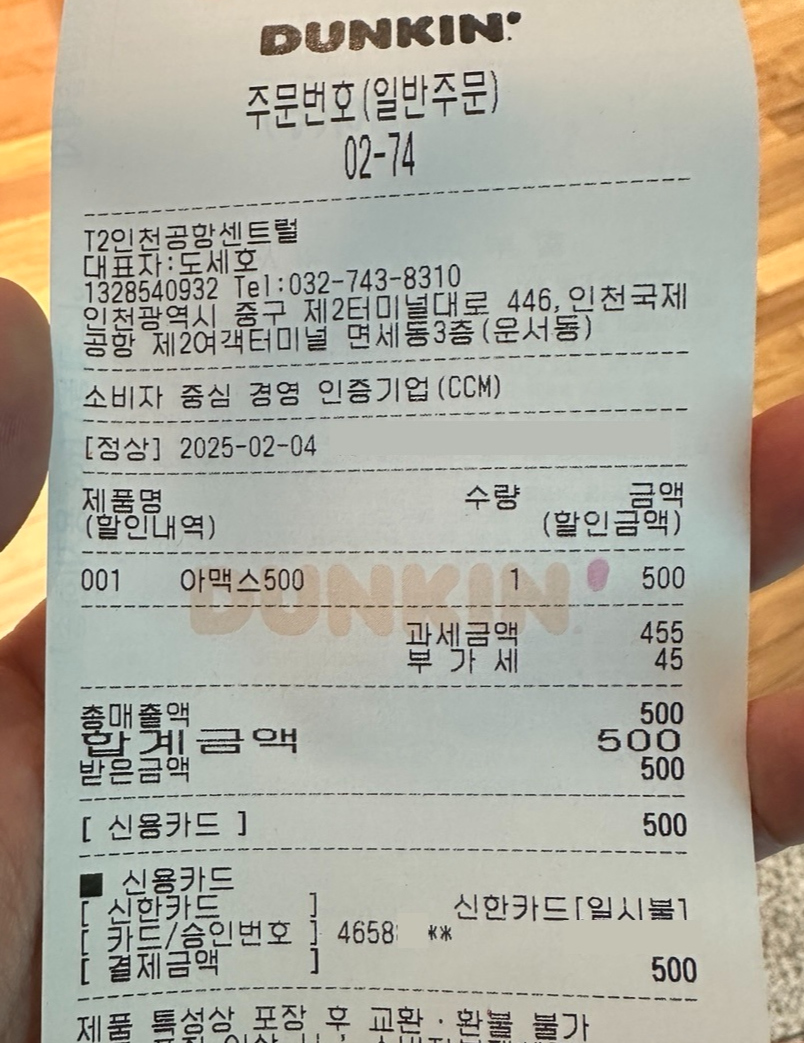 DUNKIN'
주문번호(일반주문)
02-74
T2인천공항센트럴
대표자:도세호
1328540932 Tel:032-743-8310
인천광역시 중구 제2터미널대로 446,인천국제
공항 제2여객터미널 면세동3층(운서동)
소비자 중심 경영 인증기업(CCM)
[정상] 2025-02-04
제품명 수량 금액
(할인내역) (할인금액)
001 아맥스500 1 500
DUNKIN'
과세금액 455
부 가 세 45
총매출액 500
합계금액 500
받은금액 500
[ 신용카드 ] 500
■ 신용카드
[ 신한카드 ] 신한카드[일시불]
[ 카드/승인번호 ] 4658 **
[ 결제금액 ] 500
제품 특성상 포장 후 교환·환불 불가